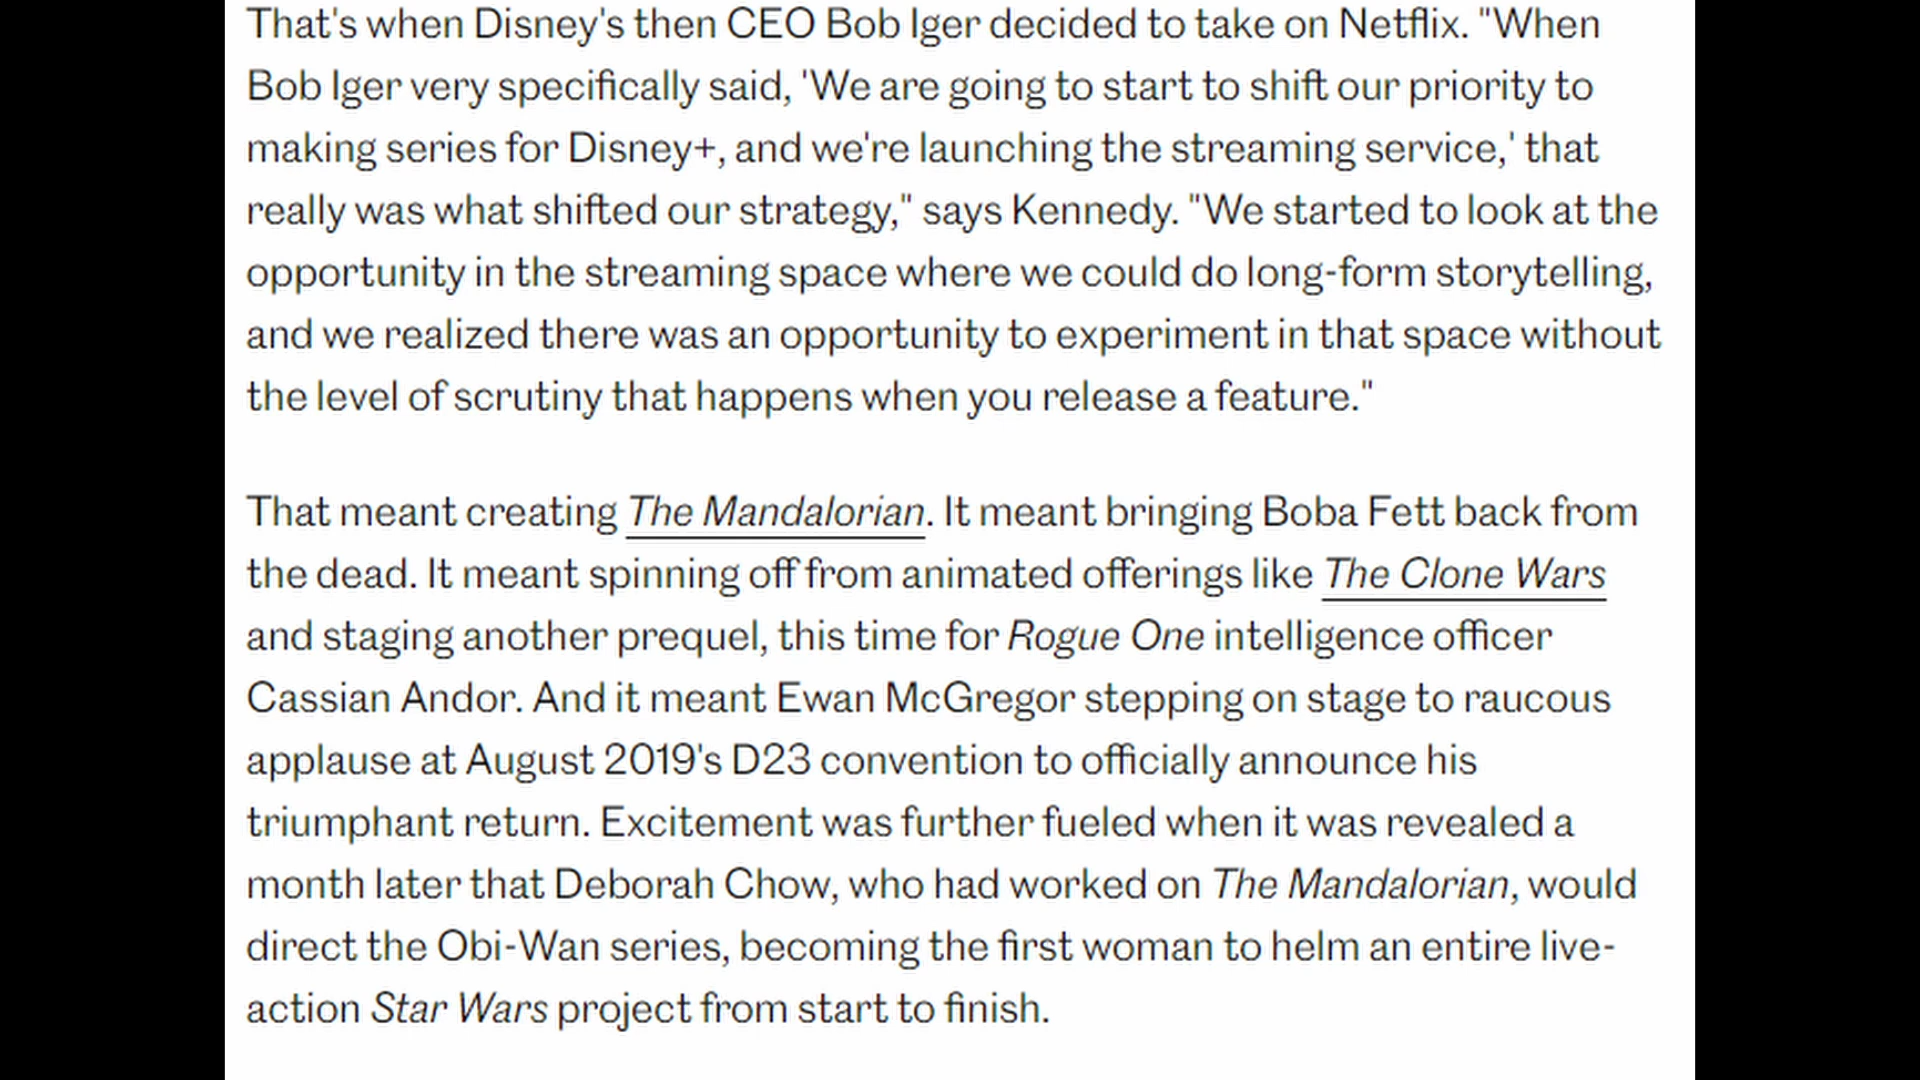 That's when Disney's then CEO Bob Iger decided to take on Netflix. "When
Bob Iger very specifically said, 'We are going to start to shift our priority to
making series for Disney+, and we're launching the streaming service,' that
really was what shifted our strategy," says Kennedy. "We started to look at the
opportunity in the streaming space where we could do long-form storytelling,
and we realized there was an opportunity to experiment in that space without
the level of scrutiny that happens when you release a feature."
That meant creating The Mandalorian. It meant bringing Boba Fett back from
the dead. It meant spinning off from animated offerings like The Clone Wars
and staging another prequel, this time for Rogue One intelligence officer
Cassian Andor. And it meant Ewan McGregor stepping on stage to raucous
applause at August 2019's D23 convention to officially announce his
triumphant return. Excitement was further fueled when it was revealed a
month later that Deborah Chow, who had worked on The Mandalorian, would
direct the Obi-Wan series, becoming the first woman to helm an entire live-
action Star Wars project from start to finish.